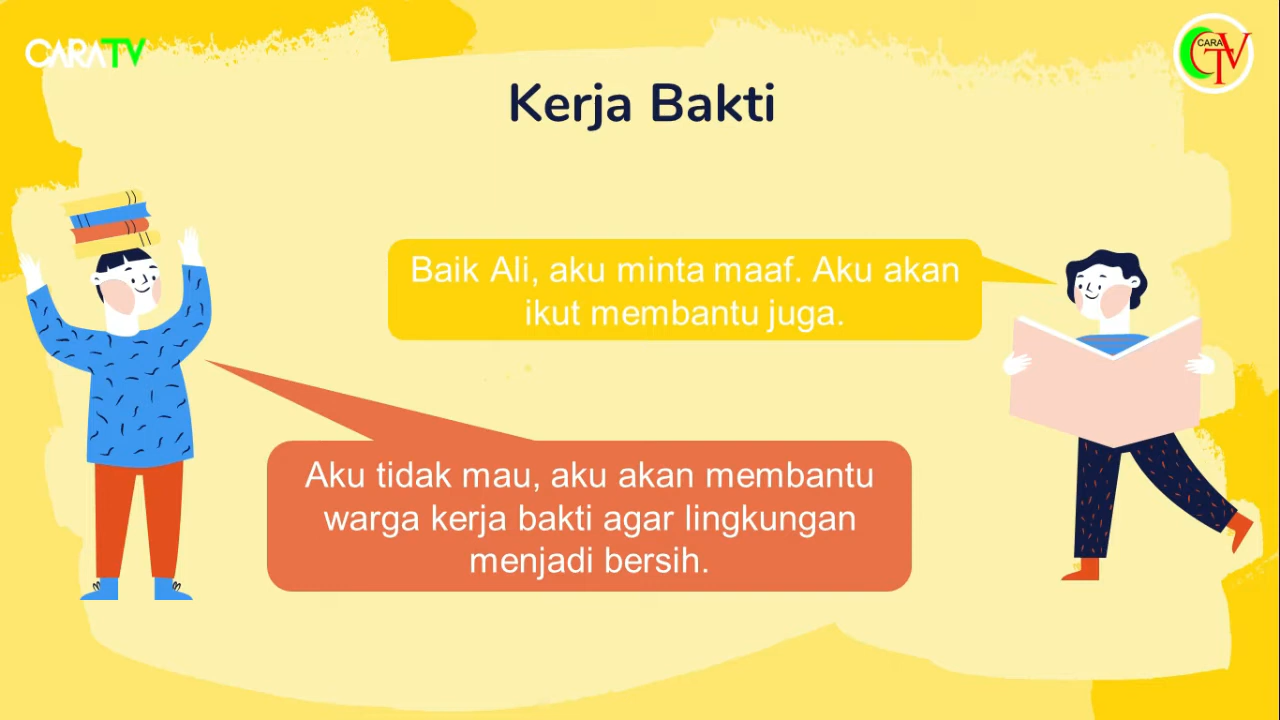 CARATV
CARA
CTV
Kerja Bakti
Baik Ali, aku minta maaf. Aku akan
ikut membantu juga.
Aku tidak mau, aku akan membantu
warga kerja bakti agar lingkungan
menjadi bersih.